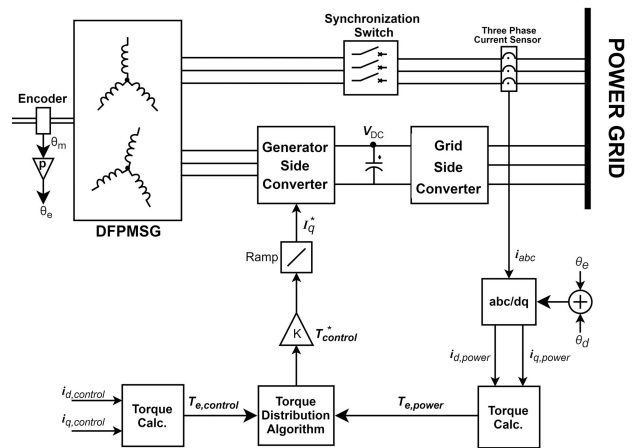 Synchronization
Switch
Three Phase
Current Sensor
POWER GRID
Encoder
θm
p
θe
DFPMSG
Generator
Side
Converter
VDC
+
Grid
Side
Converter
Iq*
Ramp
K
T*control
iabc
abc/dq
θe
θd
id,power
iq,power
id,control
iq,control
Torque
Calc.
Te,control
Torque
Distribution
Algorithm
Te,power
Torque
Calc.